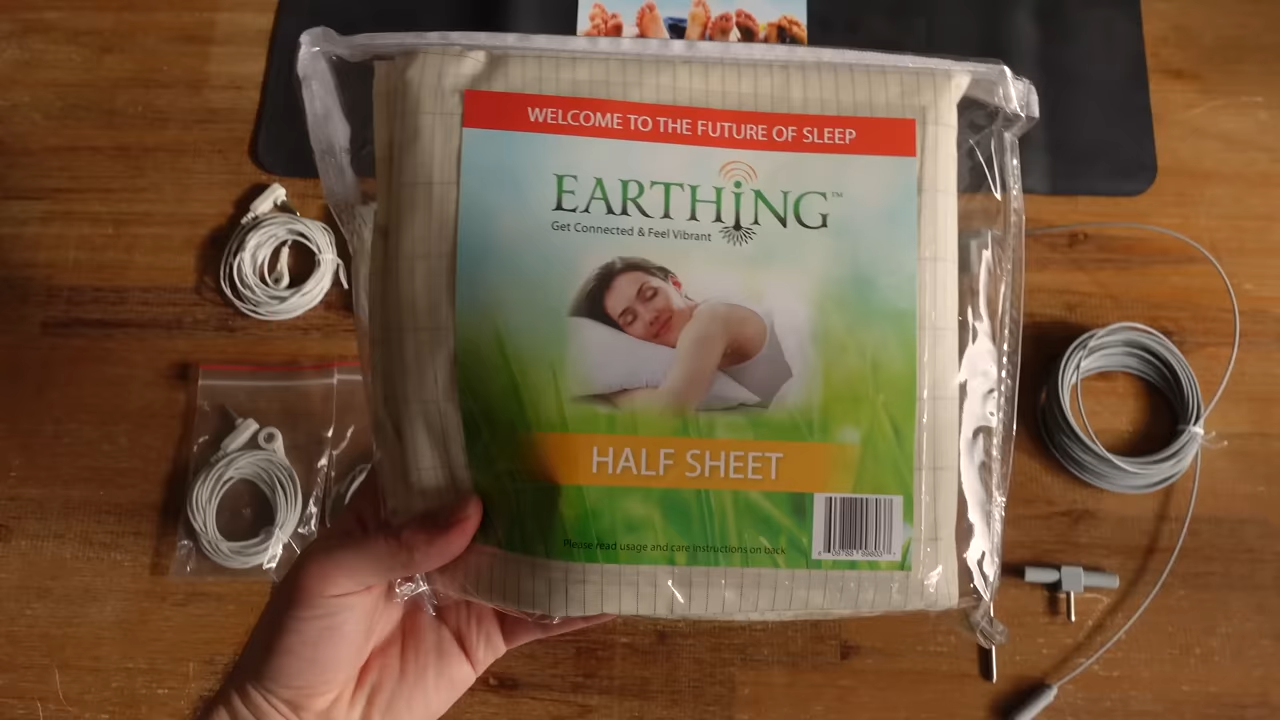 WELCOME TO THE FUTURE OF SLEEP
EARTHiNG™
Get Connected & Feel Vibrant
HALF SHEET
Please read usage and care instructions on back